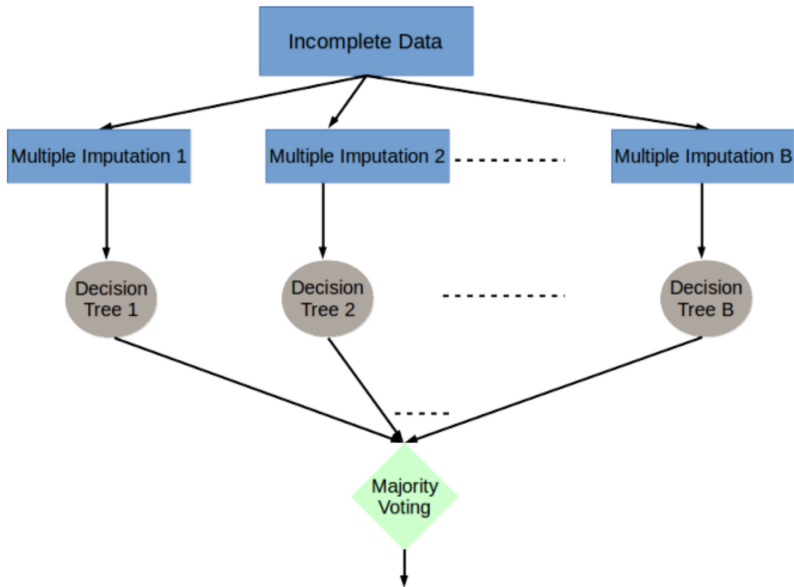 Incomplete Data
Multiple Imputation 1
Multiple Imputation 2
Multiple Imputation B
Decision
Tree 1
Decision
Tree 2
Decision
Tree B
Majority
Voting